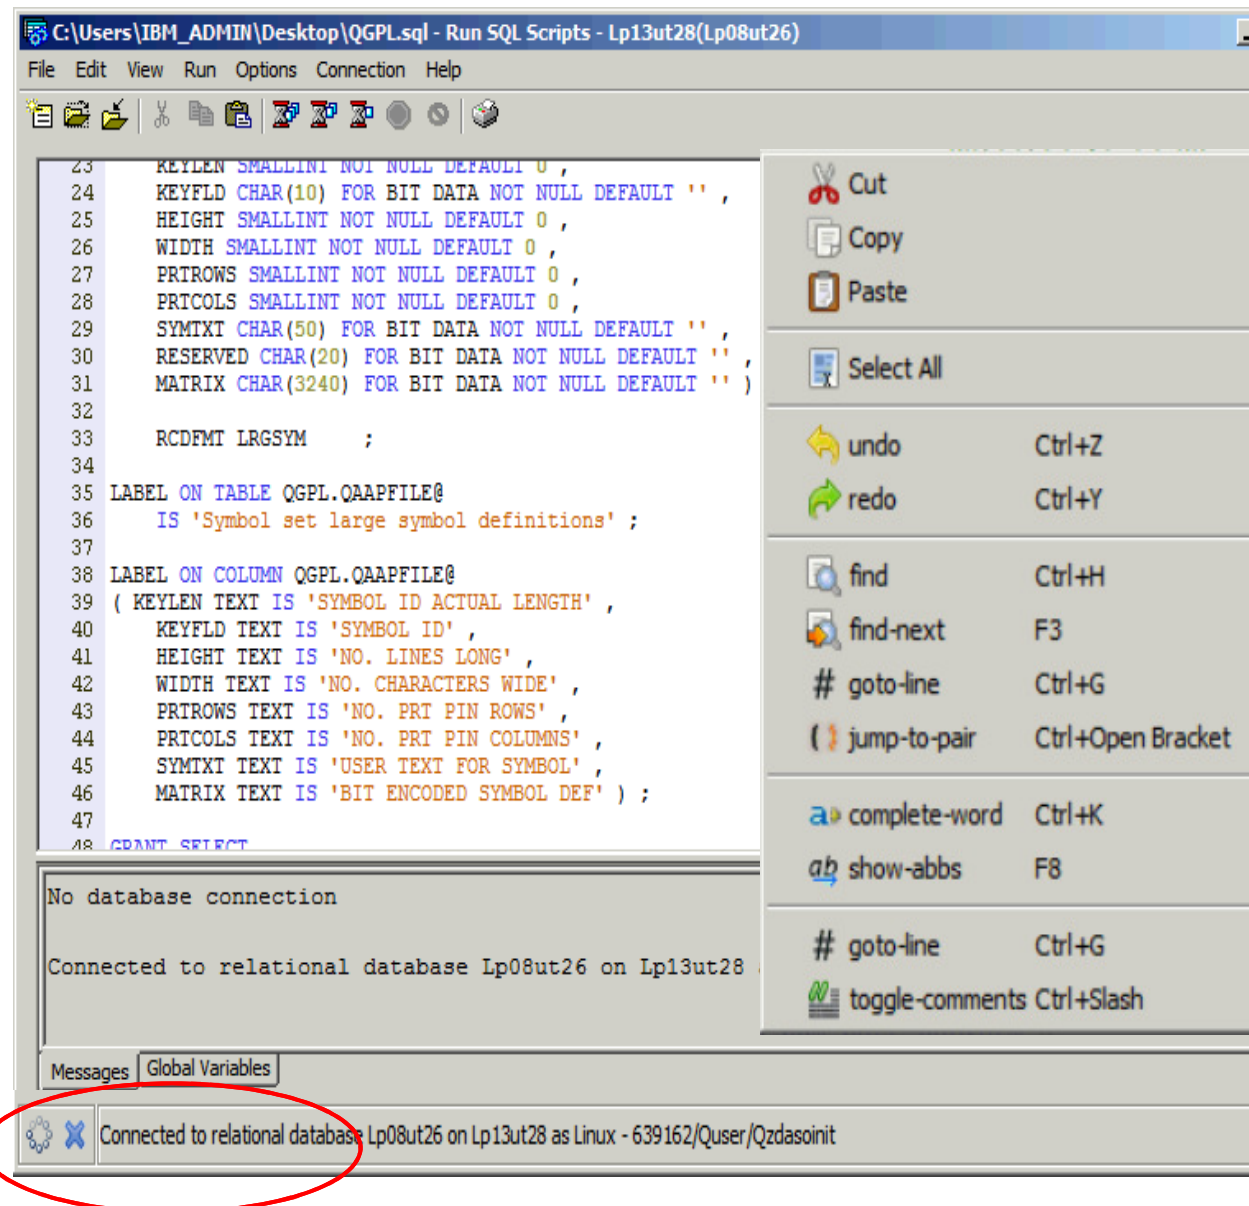 C:\Users\IBM_ADMIN\Desktop\QGPL.sql - Run SQL Scripts - Lp13ut28(Lp08ut26)
File Edit View Run Options Connection Help
23 KEYLEN SMALLINT NOT NULL DEFAULT 0 ,
24 KEYFLD CHAR(10) FOR BIT DATA NOT NULL DEFAULT '' ,
25 HEIGHT SMALLINT NOT NULL DEFAULT 0 ,
26 WIDTH SMALLINT NOT NULL DEFAULT 0 ,
27 PRTROWS SMALLINT NOT NULL DEFAULT 0 ,
28 PRTCOLS SMALLINT NOT NULL DEFAULT 0 ,
29 SYMTXT CHAR(50) FOR BIT DATA NOT NULL DEFAULT '' ,
30 RESERVED CHAR(20) FOR BIT DATA NOT NULL DEFAULT '' ,
31 MATRIX CHAR(3240) FOR BIT DATA NOT NULL DEFAULT '' )
32
33 RCDFMT LRGSYM ;
34
35 LABEL ON TABLE QGPL.QAAPFILE@
36 IS 'Symbol set large symbol definitions' ;
37
38 LABEL ON COLUMN QGPL.QAAPFILE@
39 ( KEYLEN TEXT IS 'SYMBOL ID ACTUAL LENGTH' ,
40 KEYFLD TEXT IS 'SYMBOL ID' ,
41 HEIGHT TEXT IS 'NO. LINES LONG' ,
42 WIDTH TEXT IS 'NO. CHARACTERS WIDE' ,
43 PRTROWS TEXT IS 'NO. PRT PIN ROWS' ,
44 PRTCOLS TEXT IS 'NO. PRT PIN COLUMNS' ,
45 SYMTXT TEXT IS 'USER TEXT FOR SYMBOL' ,
46 MATRIX TEXT IS 'BIT ENCODED SYMBOL DEF' ) ;
47
48 GRANT SELECT
Cut
Copy
Paste
Select All
undo Ctrl+Z
redo Ctrl+Y
find Ctrl+H
find-next F3
# goto-line Ctrl+G
jump-to-pair Ctrl+Open Bracket
complete-word Ctrl+K
show-abbs F8
# goto-line Ctrl+G
toggle-comments Ctrl+Slash
No database connection
Connected to relational database Lp08ut26 on Lp13ut28
Messages Global Variables
Connected to relational database Lp08ut26 on Lp13ut28 as Linux - 639162/Quser/Qzdasoinit